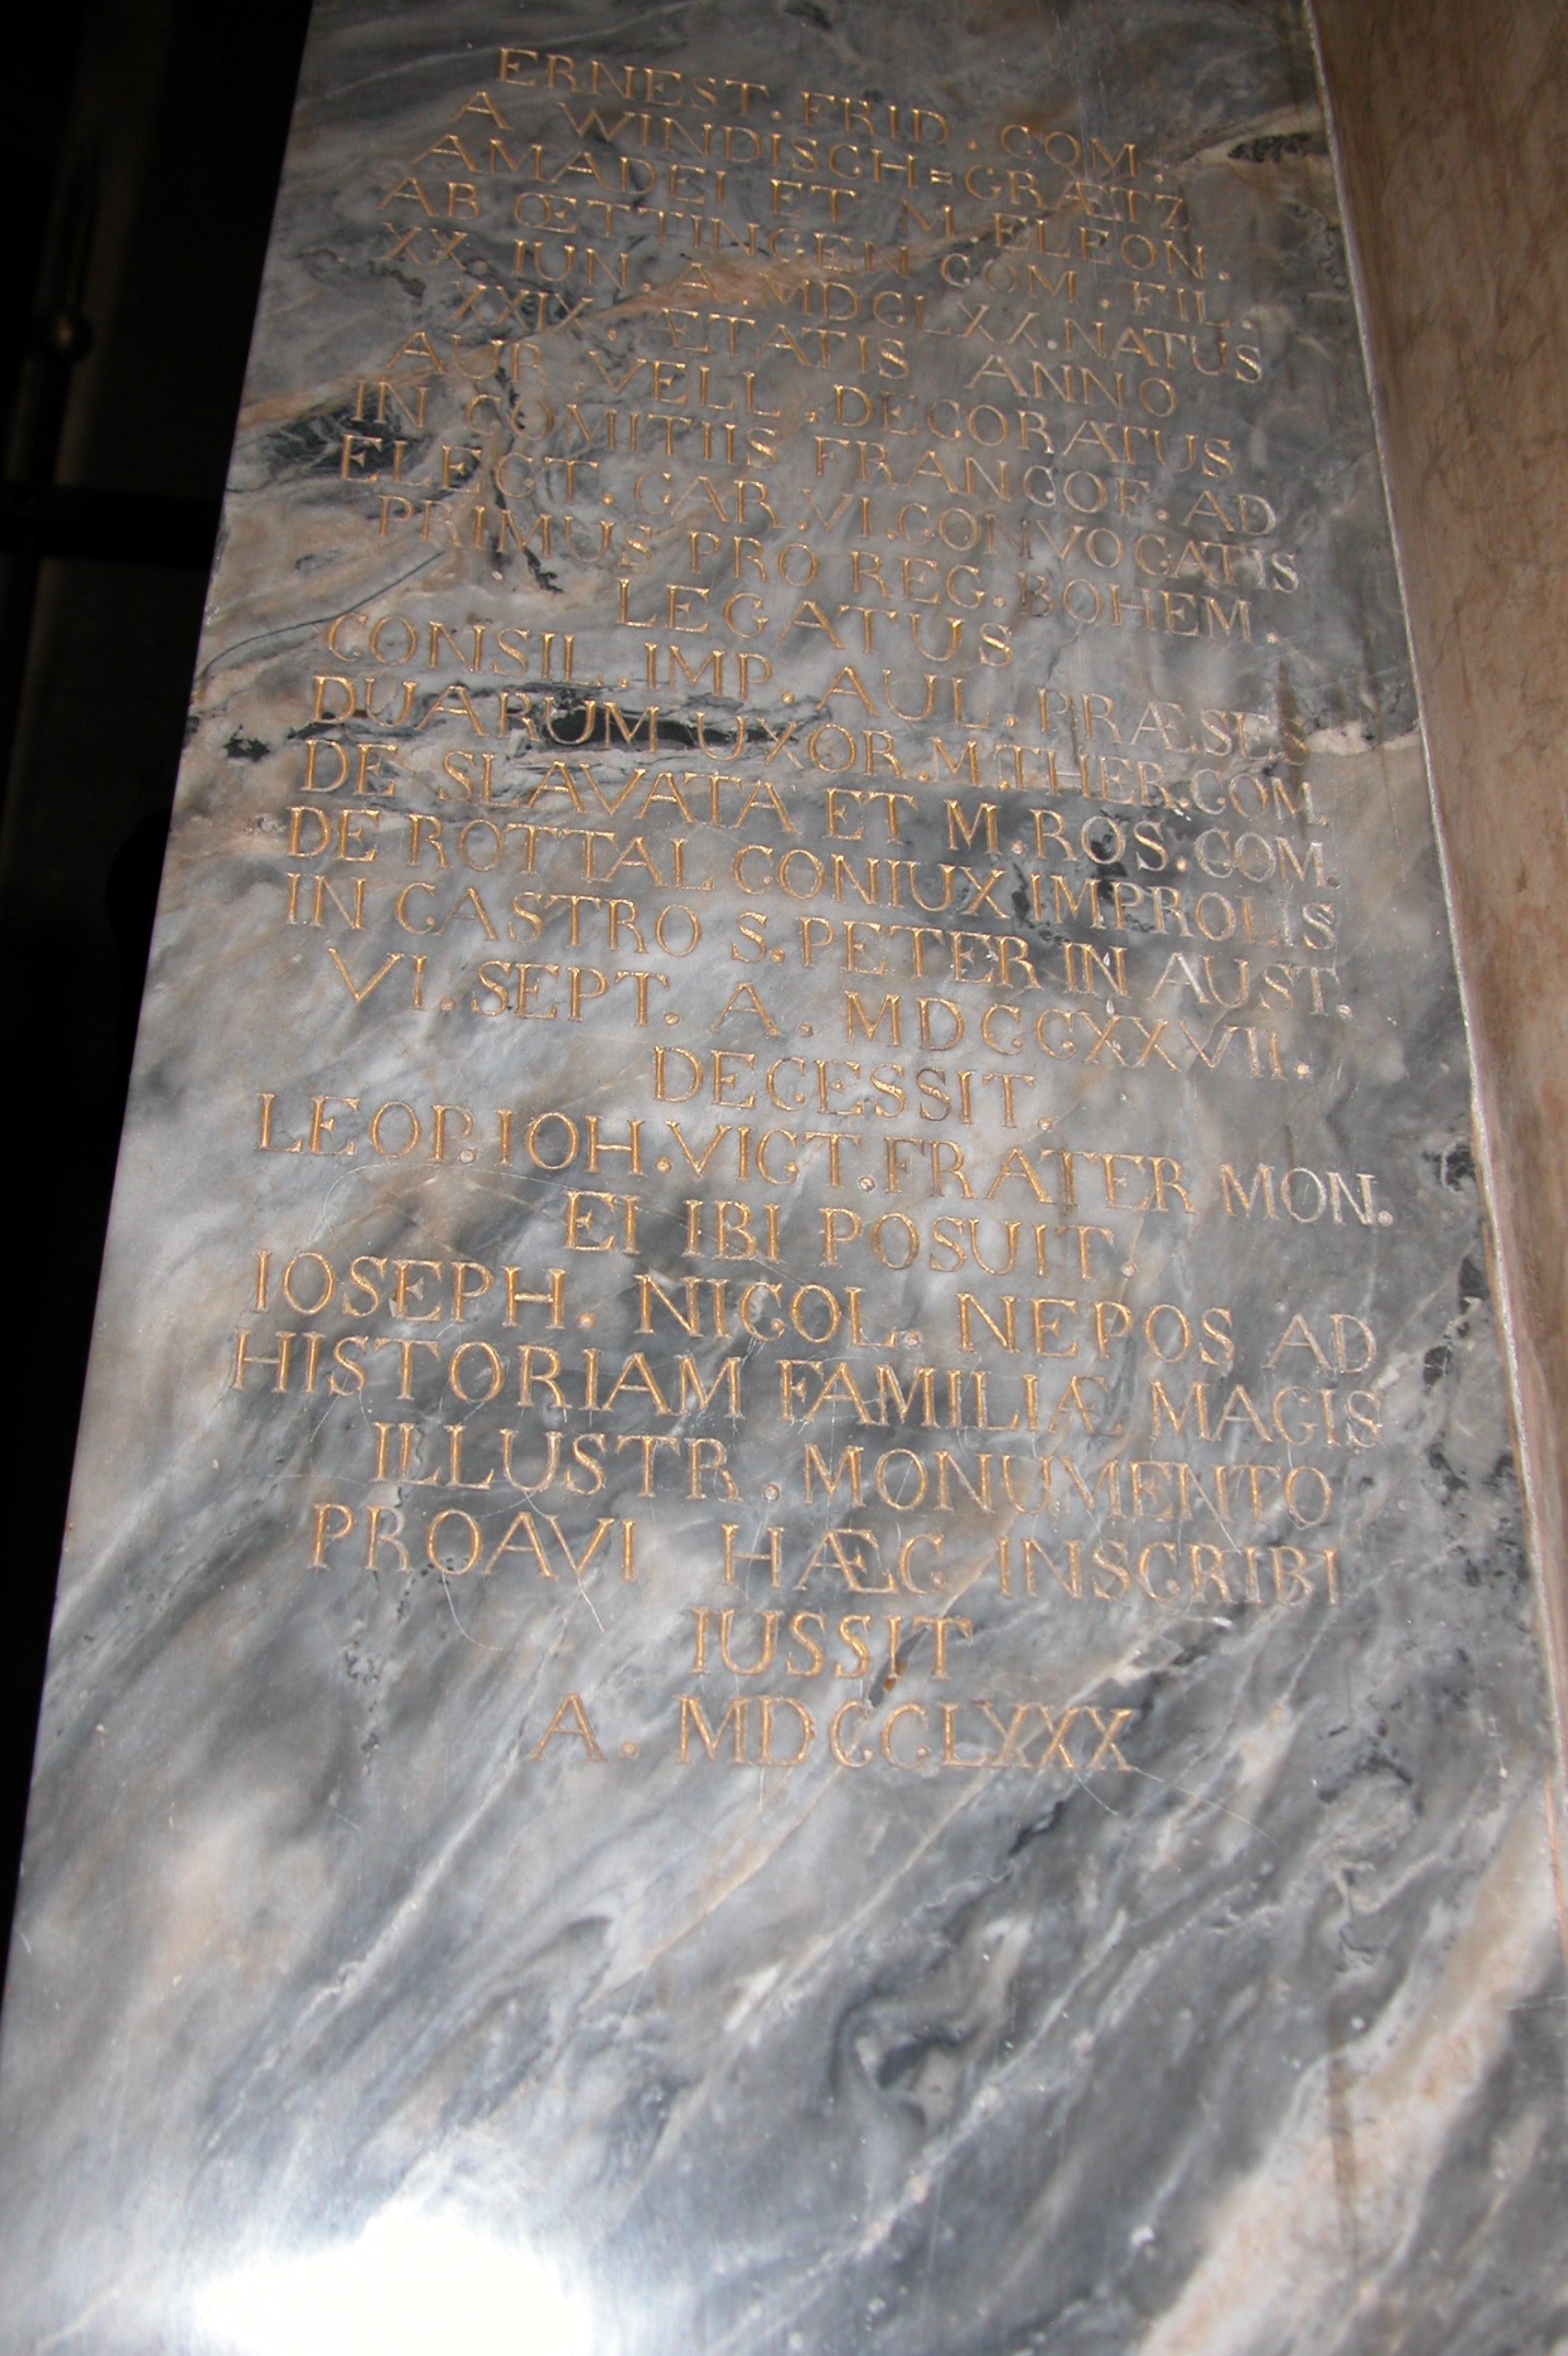 ERNEST. FRID. COM.
A WINDISCH=GRÆTZ
AMADEI ET M. ELEON.
AB ŒTTINGEN COM. FIL.
XX. IUN. A. MDCLXX. NATUS
XXIX. ÆTATIS ANNO
AUR. VELL. DECORATUS
IN COMITIIS FRANCOF. AD
ELECT. CAR. VI. CONVOCATIS
PRIMUS PRO REG. BOHEM.
LEGATUS
CONSIL. IMP. AUL. PRÆSES
DUARUM UXOR. M. THER. COM.
DE SLAVATA ET M. ROS. COM.
DE ROTTAL CONIUX IMPROLIS
IN CASTRO S. PETER IN AUST.
VI. SEPT. A. MDCCXXVII.
DECESSIT.
LEOP. IOH. VICT. FRATER MON.
EI IBI POSUIT.
IOSEPH. NICOL. NEPOS AD
HISTORIAM FAMILIÆ MAGIS
ILLUSTR. MONUMENTO
PROAVI HÆC INSCRIBI
IUSSIT
A. MDCCLXXX